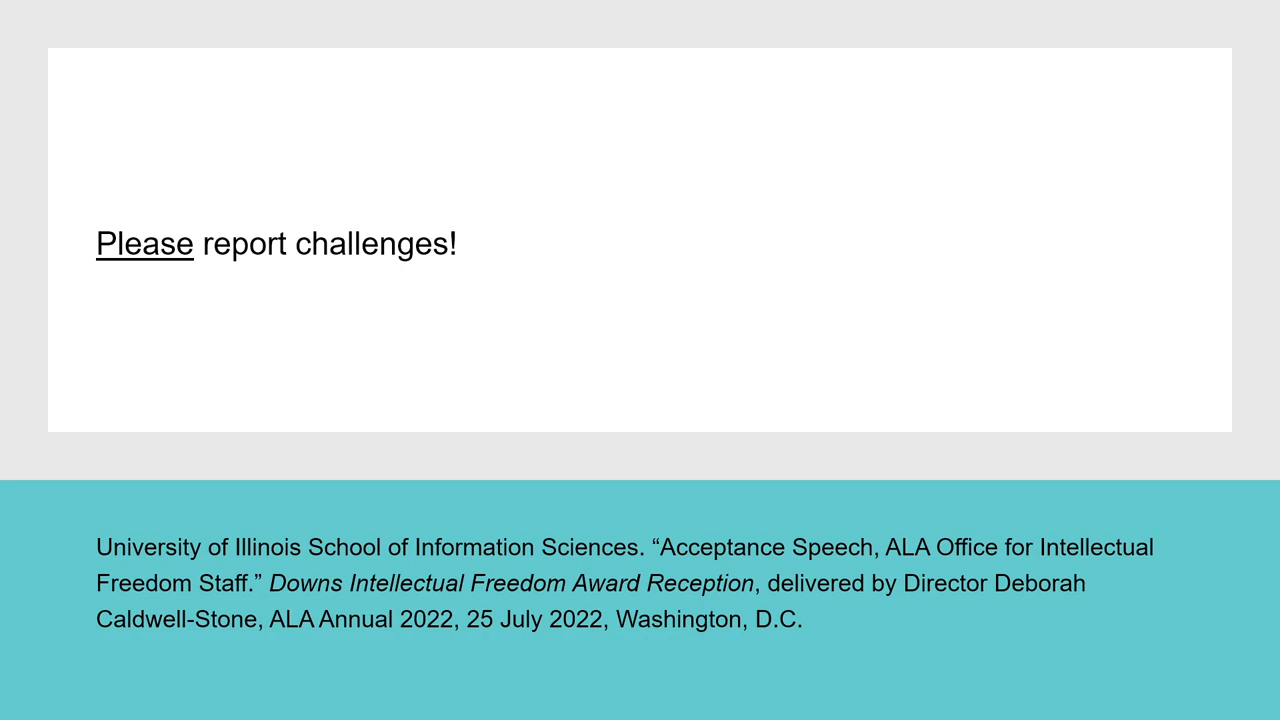 Please report challenges!
University of Illinois School of Information Sciences. “Acceptance Speech, ALA Office for Intellectual
Freedom Staff.” Downs Intellectual Freedom Award Reception, delivered by Director Deborah
Caldwell-Stone, ALA Annual 2022, 25 July 2022, Washington, D.C.